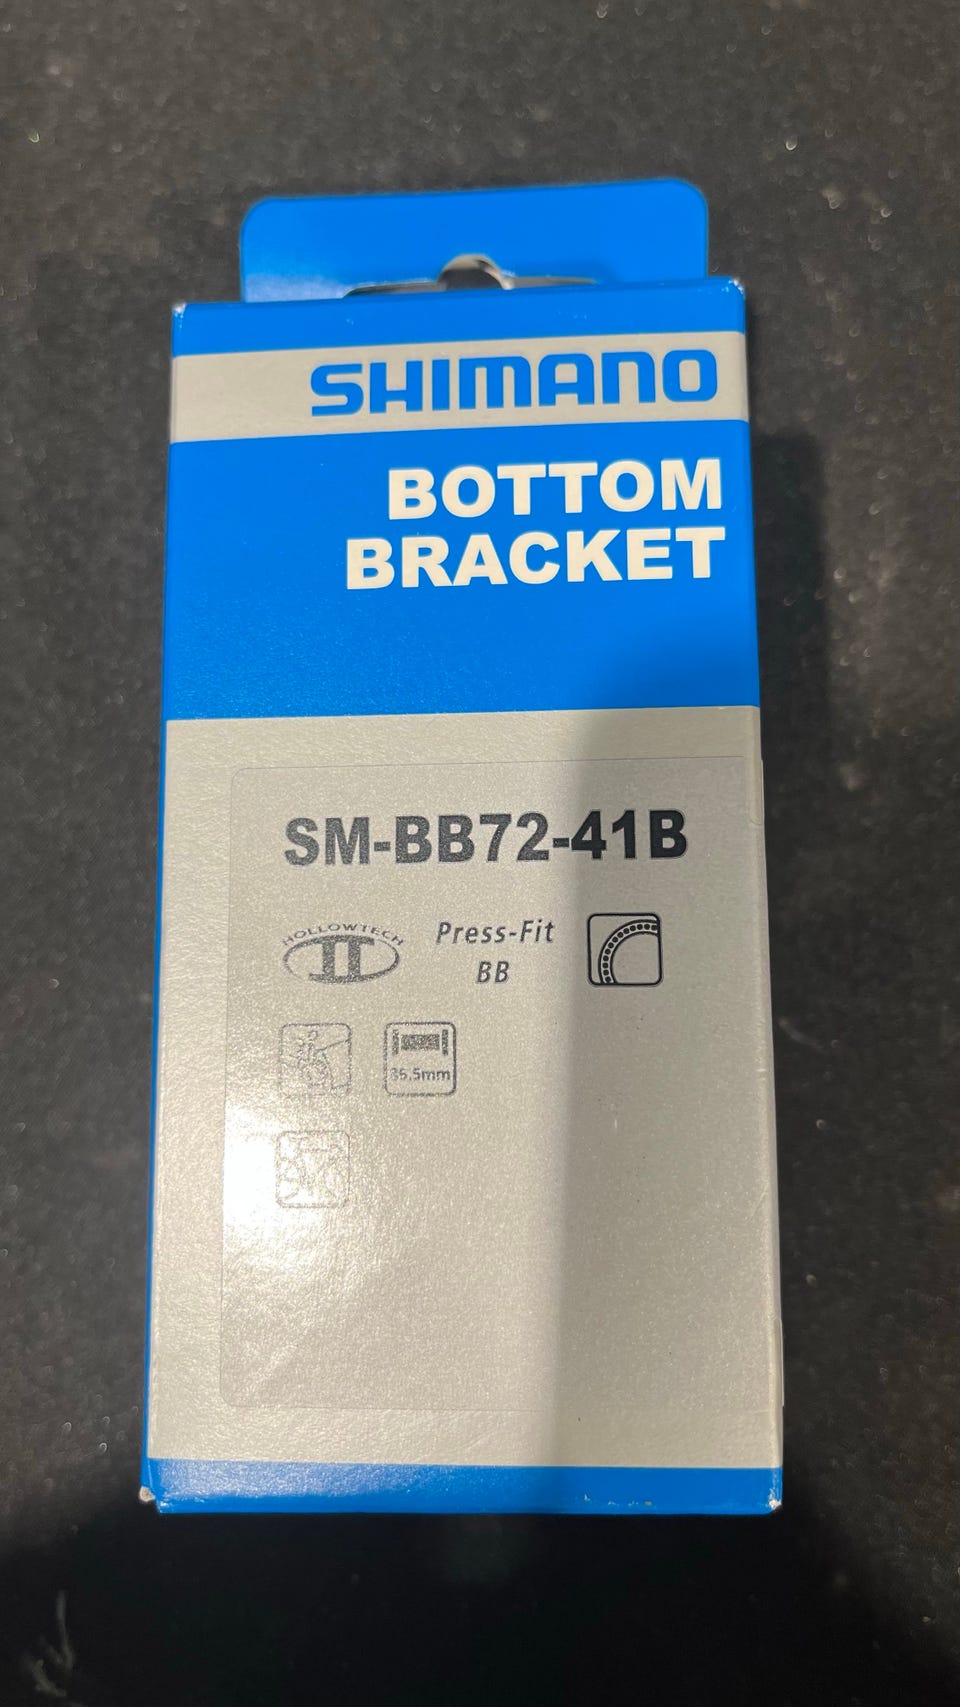 SHIMANO
BOTTOM
BRACKET
SM-BB72-41B
HOLLOWTECH
II
Press-Fit
BB
86.5mm